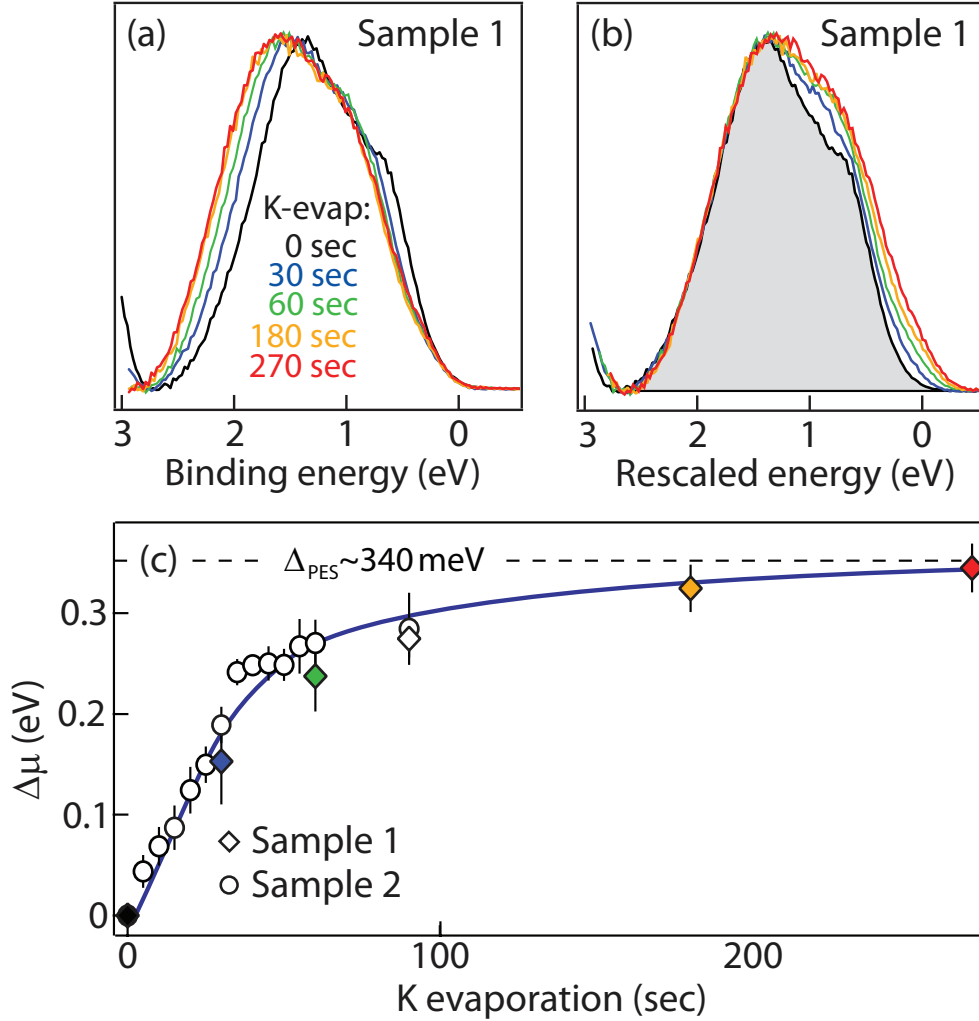 (a) Sample 1
K-evap:
0 sec
30 sec
60 sec
180 sec
270 sec
3 2 1 0
Binding energy (eV)
(b) Sample 1
3 2 1 0
Rescaled energy (eV)
(c) Δ_PES~340 meV
0.3
0.2
0.1
0
Δμ (eV)
Sample 1
Sample 2
0 100 200
K evaporation (sec)